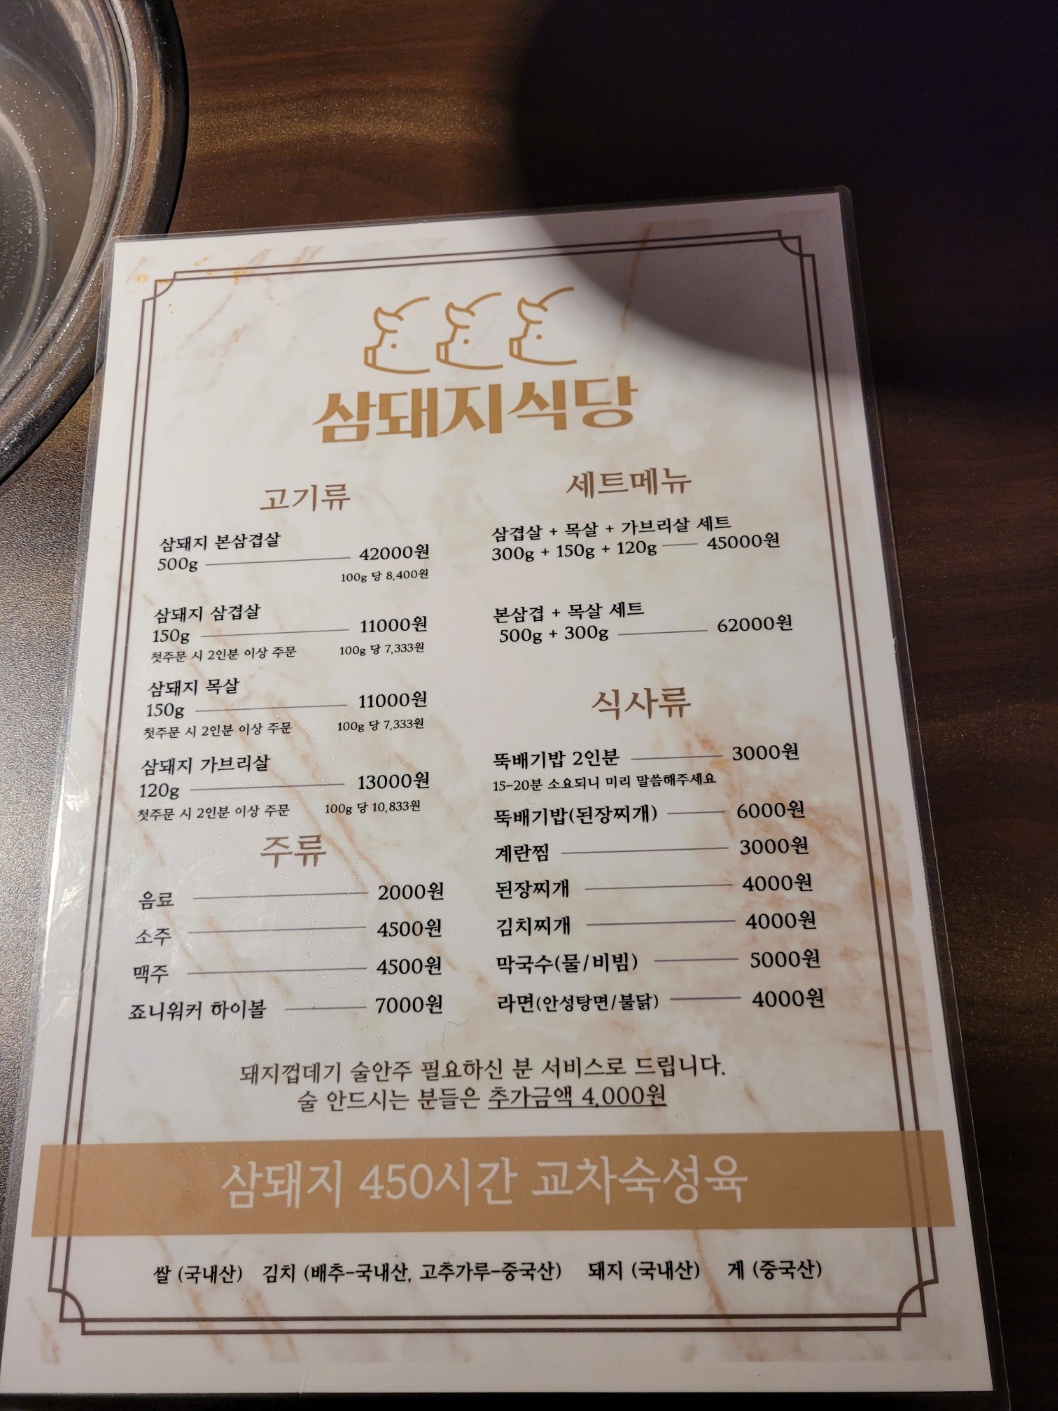 삼돼지식당
고기류
삼돼지 본삼겹살
500g 42000원
100g 당 8,400원
삼돼지 삼겹살
150g 11000원
첫주문 시 2인분 이상 주문 100g 당 7,333원
삼돼지 목살
150g 11000원
첫주문 시 2인분 이상 주문 100g 당 7,333원
삼돼지 가브리살
120g 13000원
첫주문 시 2인분 이상 주문 100g 당 10,833원
주류
음료 2000원
소주 4500원
맥주 4500원
죠니워커 하이볼 7000원
세트메뉴
삼겹살 + 목살 + 가브리살 세트
300g + 150g + 120g 45000원
본삼겹 + 목살 세트
500g + 300g 62000원
식사류
뚝배기밥 2인분 3000원
15-20분 소요되니 미리 말씀해주세요
뚝배기밥(된장찌개) 6000원
계란찜 3000원
된장찌개 4000원
김치찌개 4000원
막국수(물/비빔) 5000원
라면(안성탕면/불닭) 4000원
돼지껍데기 술안주 필요하신 분 서비스로 드립니다.
술 안드시는 분들은 추가금액 4,000원
삼돼지 450시간 교차숙성육
쌀 (국내산) 김치 (배추-국내산, 고추가루-중국산) 돼지 (국내산) 게 (중국산)